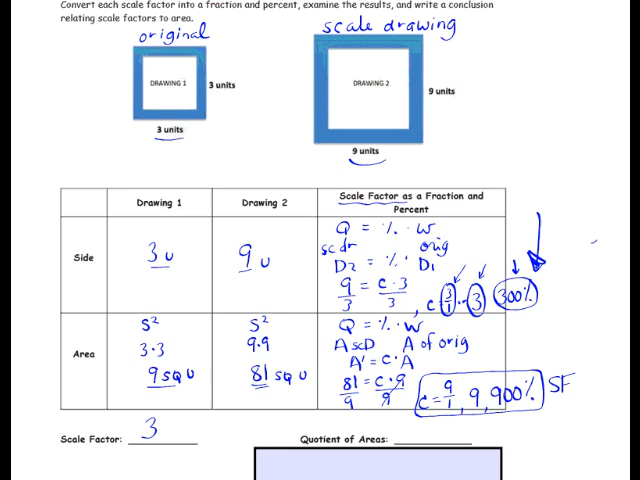 Convert each scale factor into a fraction and percent, examine the results, and write a conclusion
relating scale factors to area.
original
scale drawing
DRAWING 1
3 units
3 units
DRAWING 2
9 units
9 units
Drawing 1
Drawing 2
Scale Factor as a Fraction and
Percent
Side
3 u
9 u
Q = % · W
sc dr orig
D2 = % · D1
9/3 = c · 3/3 , c = 3/1 , 3 , 300%
Area
S²
3·3
9 SQ U
S²
9·9
81 SQ U
Q = % · W
A ScD A of orig
A' = C · A
81/9 = c · 9/9
c = 9/1 , 9 , 900% SF
Scale Factor: 3
Quotient of Areas: